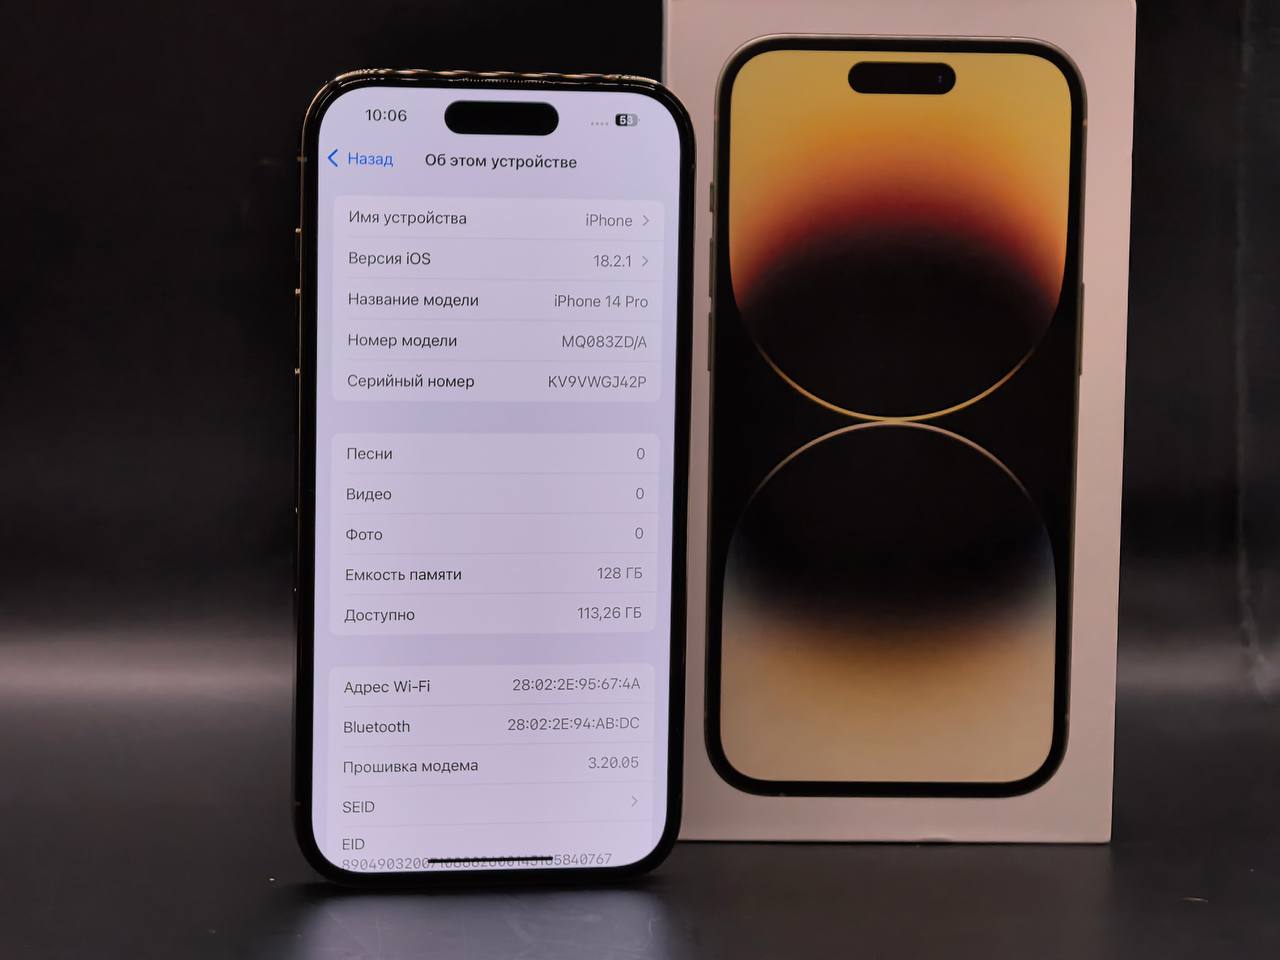 10:06
53
Назад
Об этом устройстве
Имя устройства iPhone
Версия iOS 18.2.1
Название модели iPhone 14 Pro
Номер модели MQ083ZD/A
Серийный номер KV9VWGJ42P
Песни 0
Видео 0
Фото 0
Емкость памяти 128 ГБ
Доступно 113,26 ГБ
Адрес Wi-Fi 28:02:2E:95:67:4A
Bluetooth 28:02:2E:94:AB:DC
Прошивка модема 3.20.05
SEID
EID